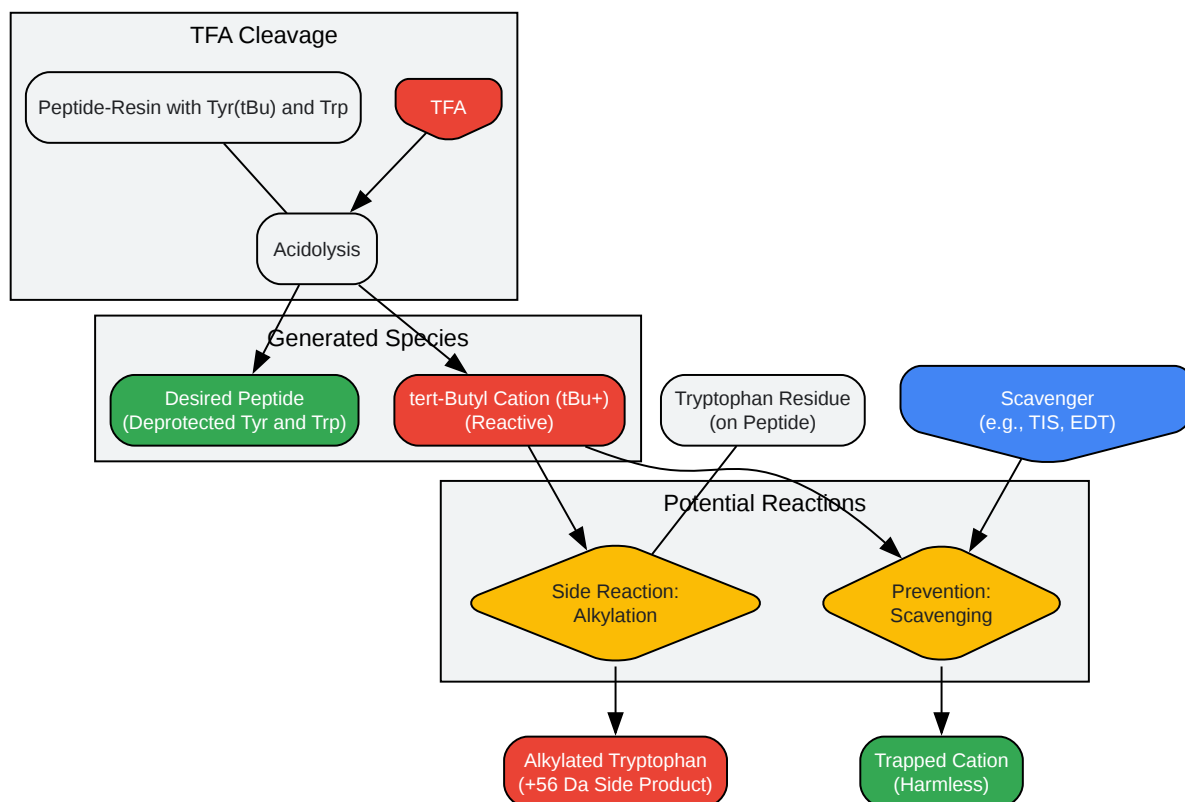 TFA Cleavage
Peptide-Resin with Tyr(tBu) and Trp
TFA
Acidolysis
Generated Species
Desired Peptide
(Deprotected Tyr and Trp)
tert-Butyl Cation (tBu+)
(Reactive)
Tryptophan Residue
(on Peptide)
Scavenger
(e.g., TIS, EDT)
Potential Reactions
Side Reaction:
Alkylation
Prevention:
Scavenging
Alkylated Tryptophan
(+56 Da Side Product)
Trapped Cation
(Harmless)